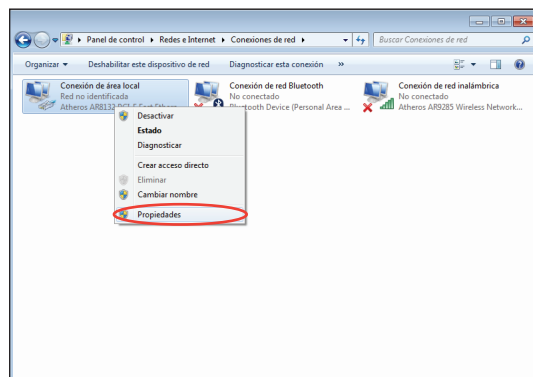 Panel de control Redes e Internet Conexiones de red
Buscar Conexiones de red
Organizar Deshabilitar este dispositivo de red Diagnosticar esta conexión »
Conexión de área local
Red no identificada
Atheros AR8132 PCI-E Fast Ethern...
Conexión de red Bluetooth
No conectado
Bluetooth Device (Personal Area ...
Conexión de red inalámbrica
No conectado
Atheros AR9285 Wireless Network...
Desactivar
Estado
Diagnosticar
Crear acceso directo
Eliminar
Cambiar nombre
Propiedades